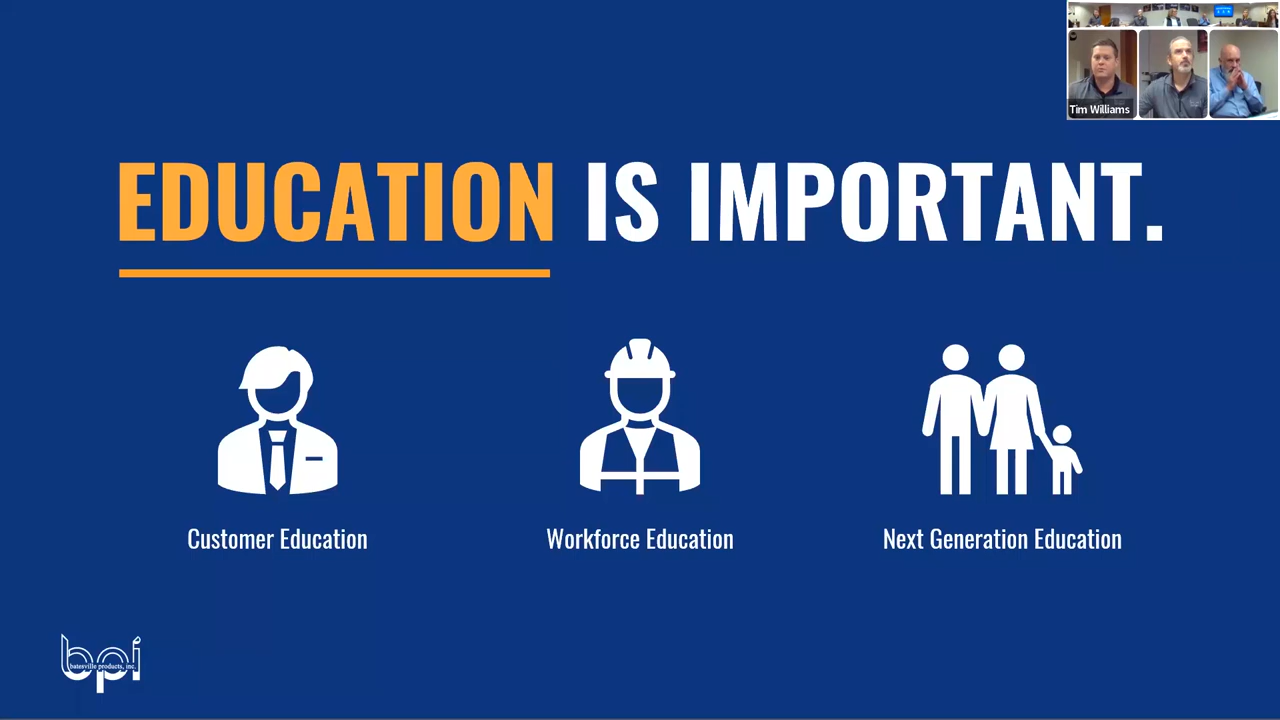 Tim Williams
EDUCATION IS IMPORTANT.
Customer Education
Workforce Education
Next Generation Education
bpi
batesville products, inc.